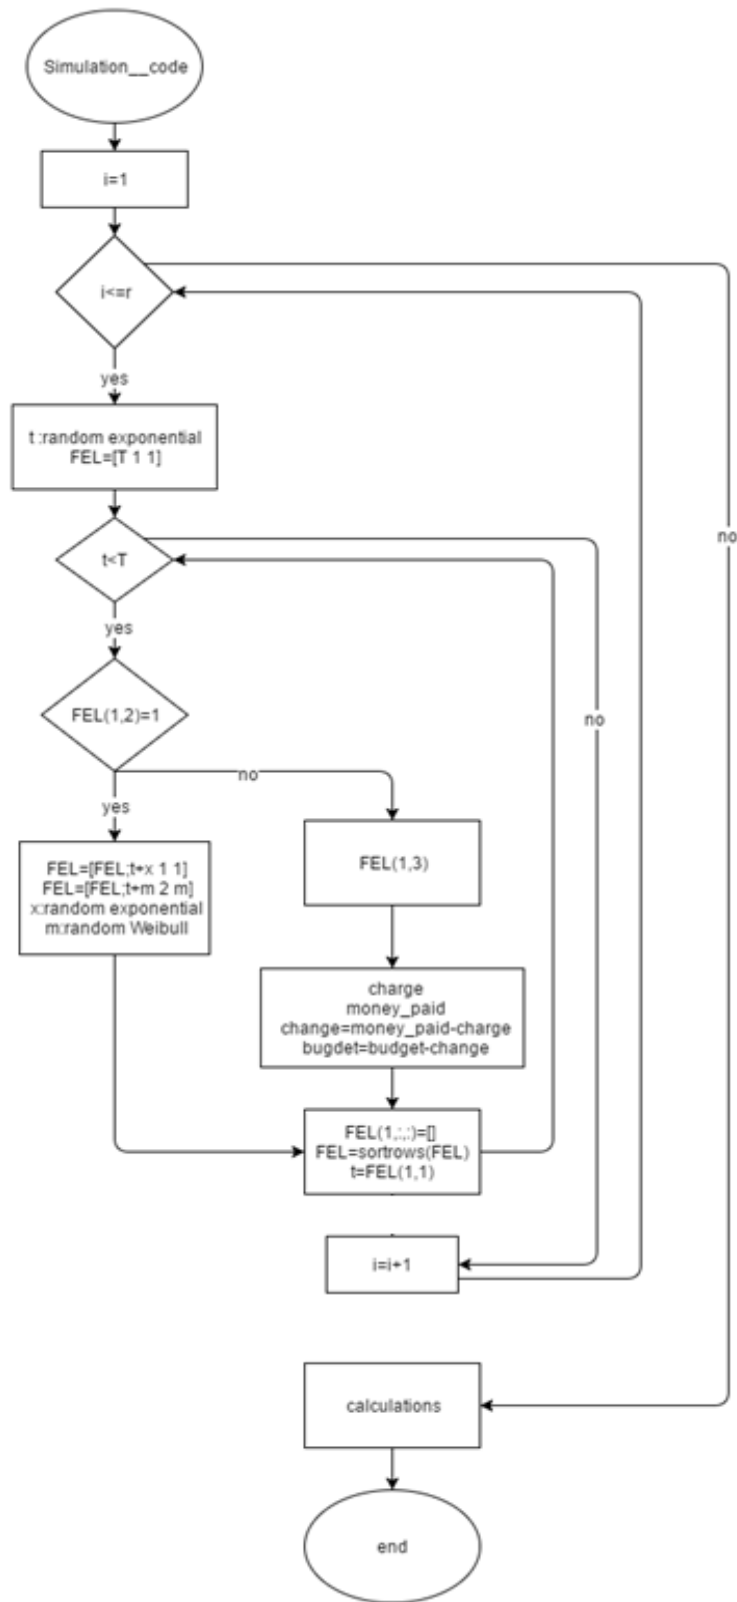 Simulation__code
i=1
i<=r
yes
t :random exponential
FEL=[T 1 1]
no
t<T
yes
no
FEL(1,2)=1
no
yes
FEL=[FEL;t+x 1 1]
FEL=[FEL;t+m 2 m]
x:random exponential
m:random Weibull
FEL(1,3)
charge
money_paid
change=money_paid-charge
bugdet=budget-change
FEL(1,:,:)=[]
FEL=sortrows(FEL)
t=FEL(1,1)
i=i+1
calculations
end